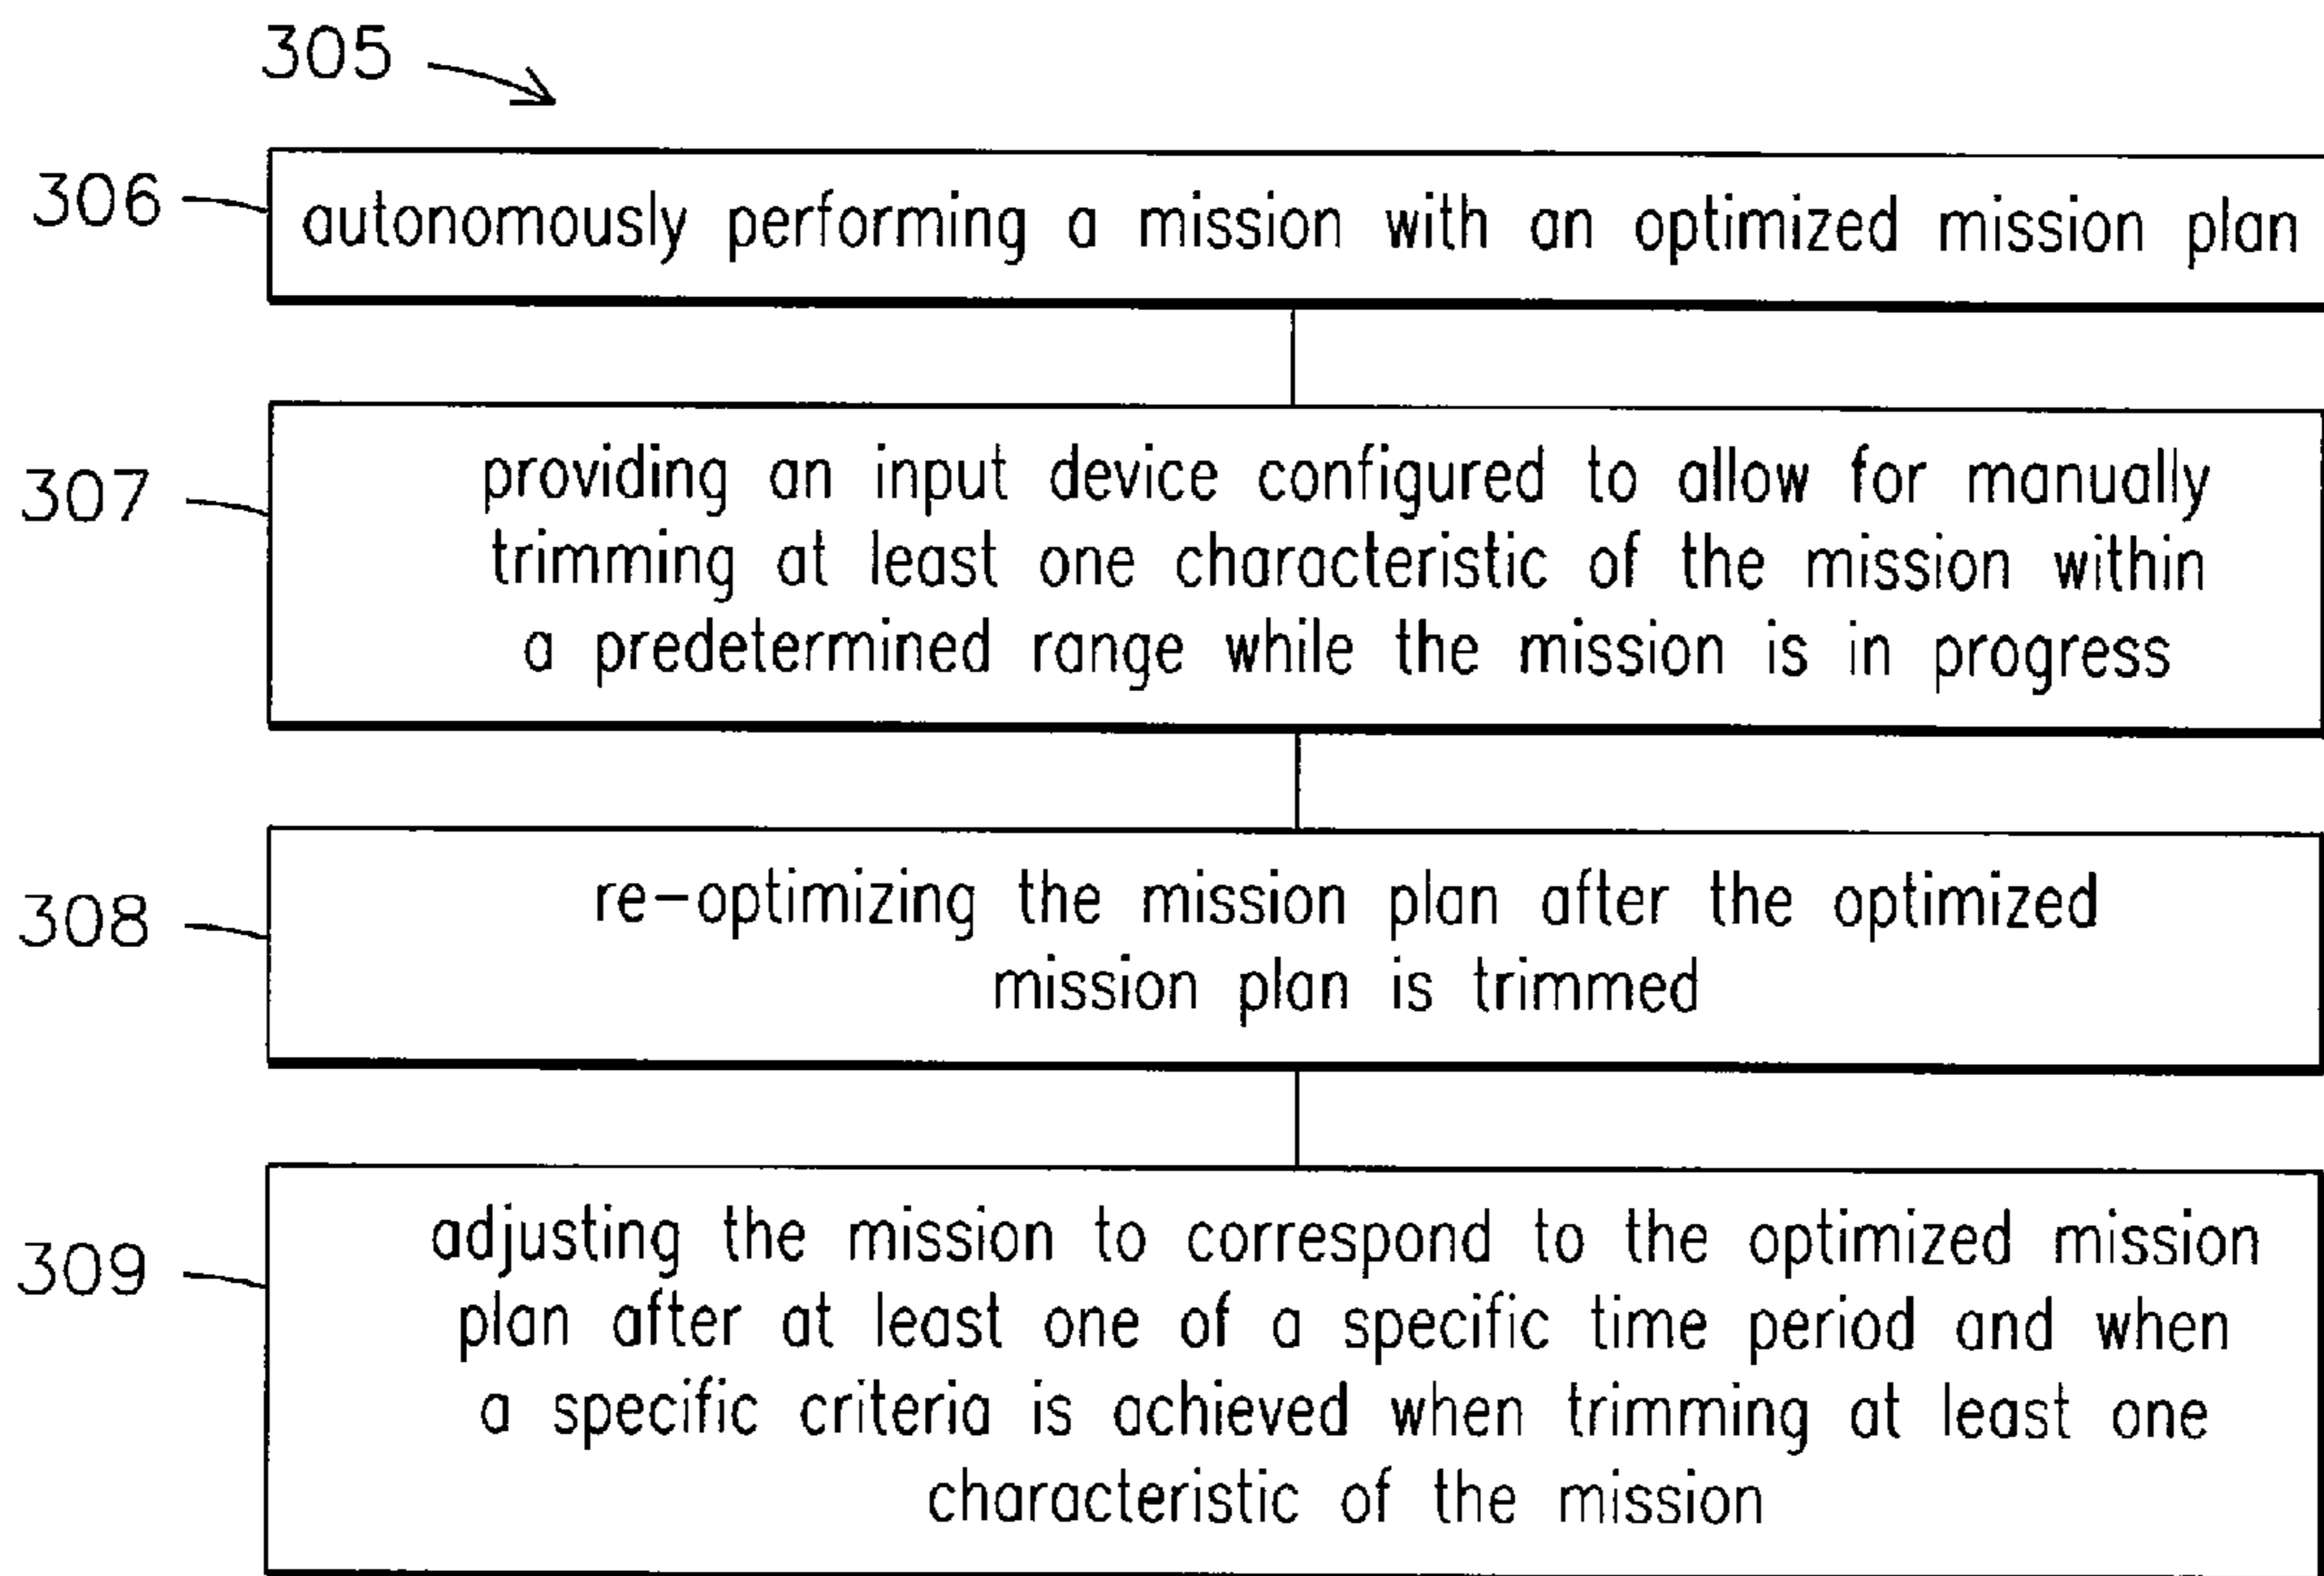 305
306
autonomously performing a mission with an optimized mission plan
307
providing an input device configured to allow for manually
trimming at least one characteristic of the mission within
a predetermined range while the mission is in progress
308
re-optimizing the mission plan after the optimized
mission plan is trimmed
309
adjusting the mission to correspond to the optimized mission
plan after at least one of a specific time period and when
a specific criteria is achieved when trimming at least one
characteristic of the mission